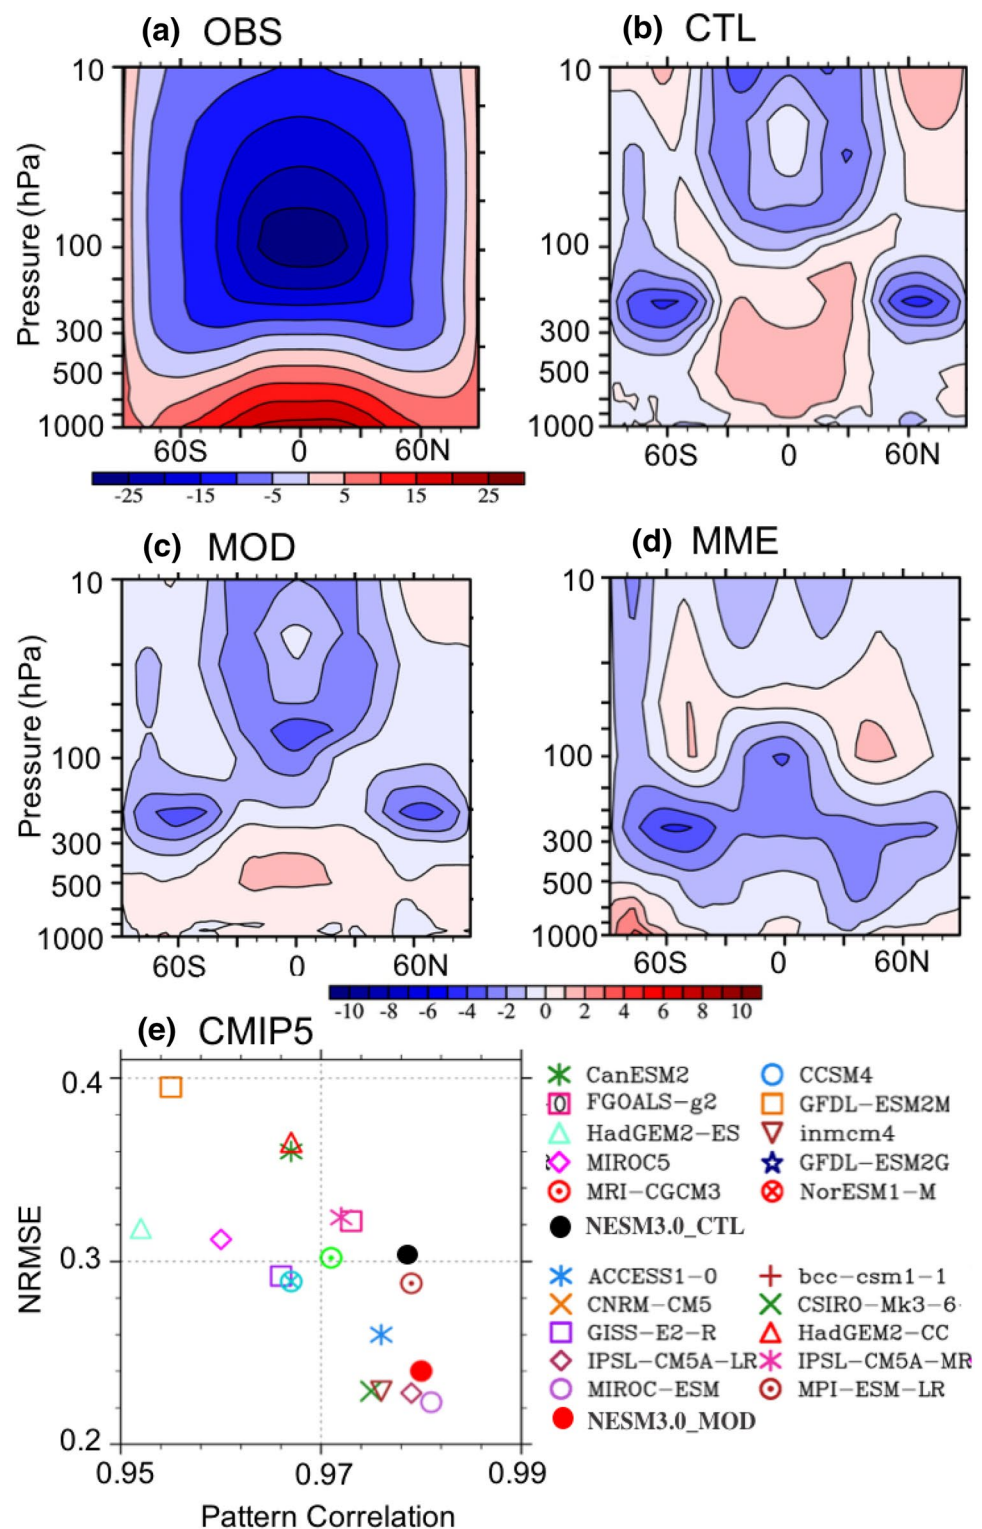 (a) OBS
(b) CTL
10
100
300
500
1000
Pressure (hPa)
60S 0 60N
-25 -15 -5 5 15 25
10
100
300
500
1000
60S 0 60N
(c) MOD
(d) MME
10
100
300
500
1000
Pressure (hPa)
60S 0 60N
10
100
300
500
1000
60S 0 60N
-10 -8 -6 -4 -2 0 2 4 6 8 10
(e) CMIP5
0.4
0.3
0.2
NRMSE
0.95 0.97 0.99
Pattern Correlation
CanESM2 CCSM4
FGOALS-g2 GFDL-ESM2M
HadGEM2-ES inmcm4
MIROC5 GFDL-ESM2G
MRI-CGCM3 NorESM1-M
NESM3.0_CTL
ACCESS1-0 bcc-csm1-1
CNRM-CM5 CSIRO-Mk3-6
GISS-E2-R HadGEM2-CC
IPSL-CM5A-LR IPSL-CM5A-MR
MIROC-ESM MPI-ESM-LR
NESM3.0_MOD